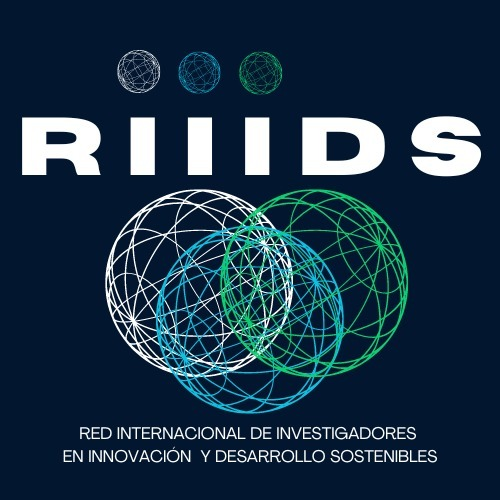 RIIIDS
RED INTERNACIONAL DE INVESTIGADORES
EN INNOVACIÓN Y DESARROLLO SOSTENIBLES